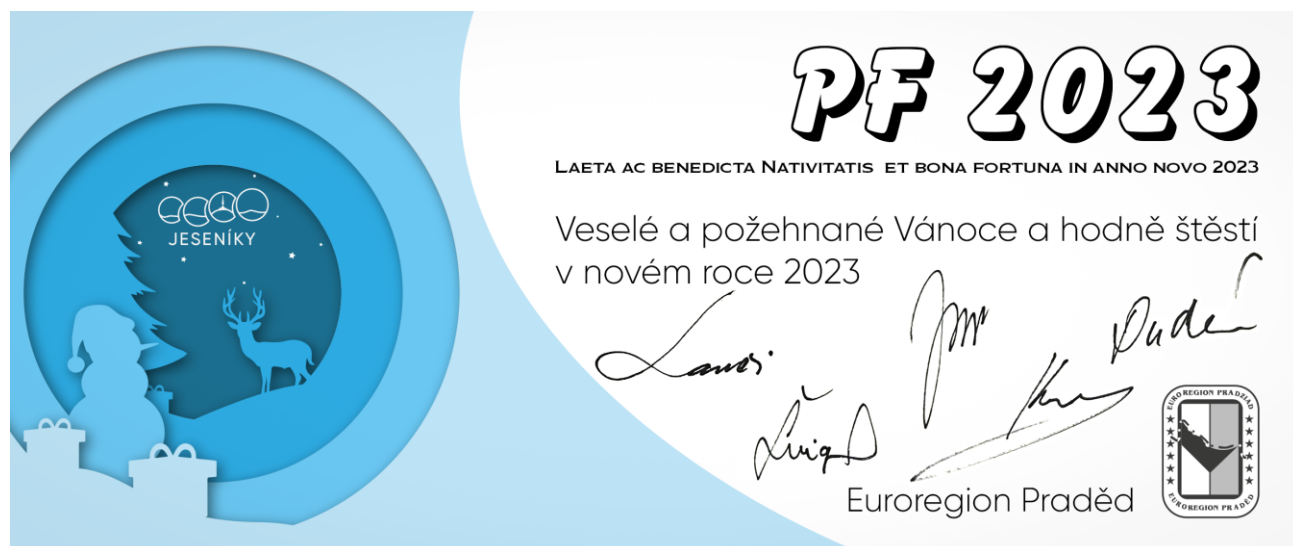 PF 2023
Laeta ac benedicta Nativitatis et bona fortuna in anno novo 2023
JESENÍKY
Veselé a požehnané Vánoce a hodně štěstí
v novém roce 2023
EUROREGION PRADZIAD
Euroregion Praděd
EUROREGION PRADĚD